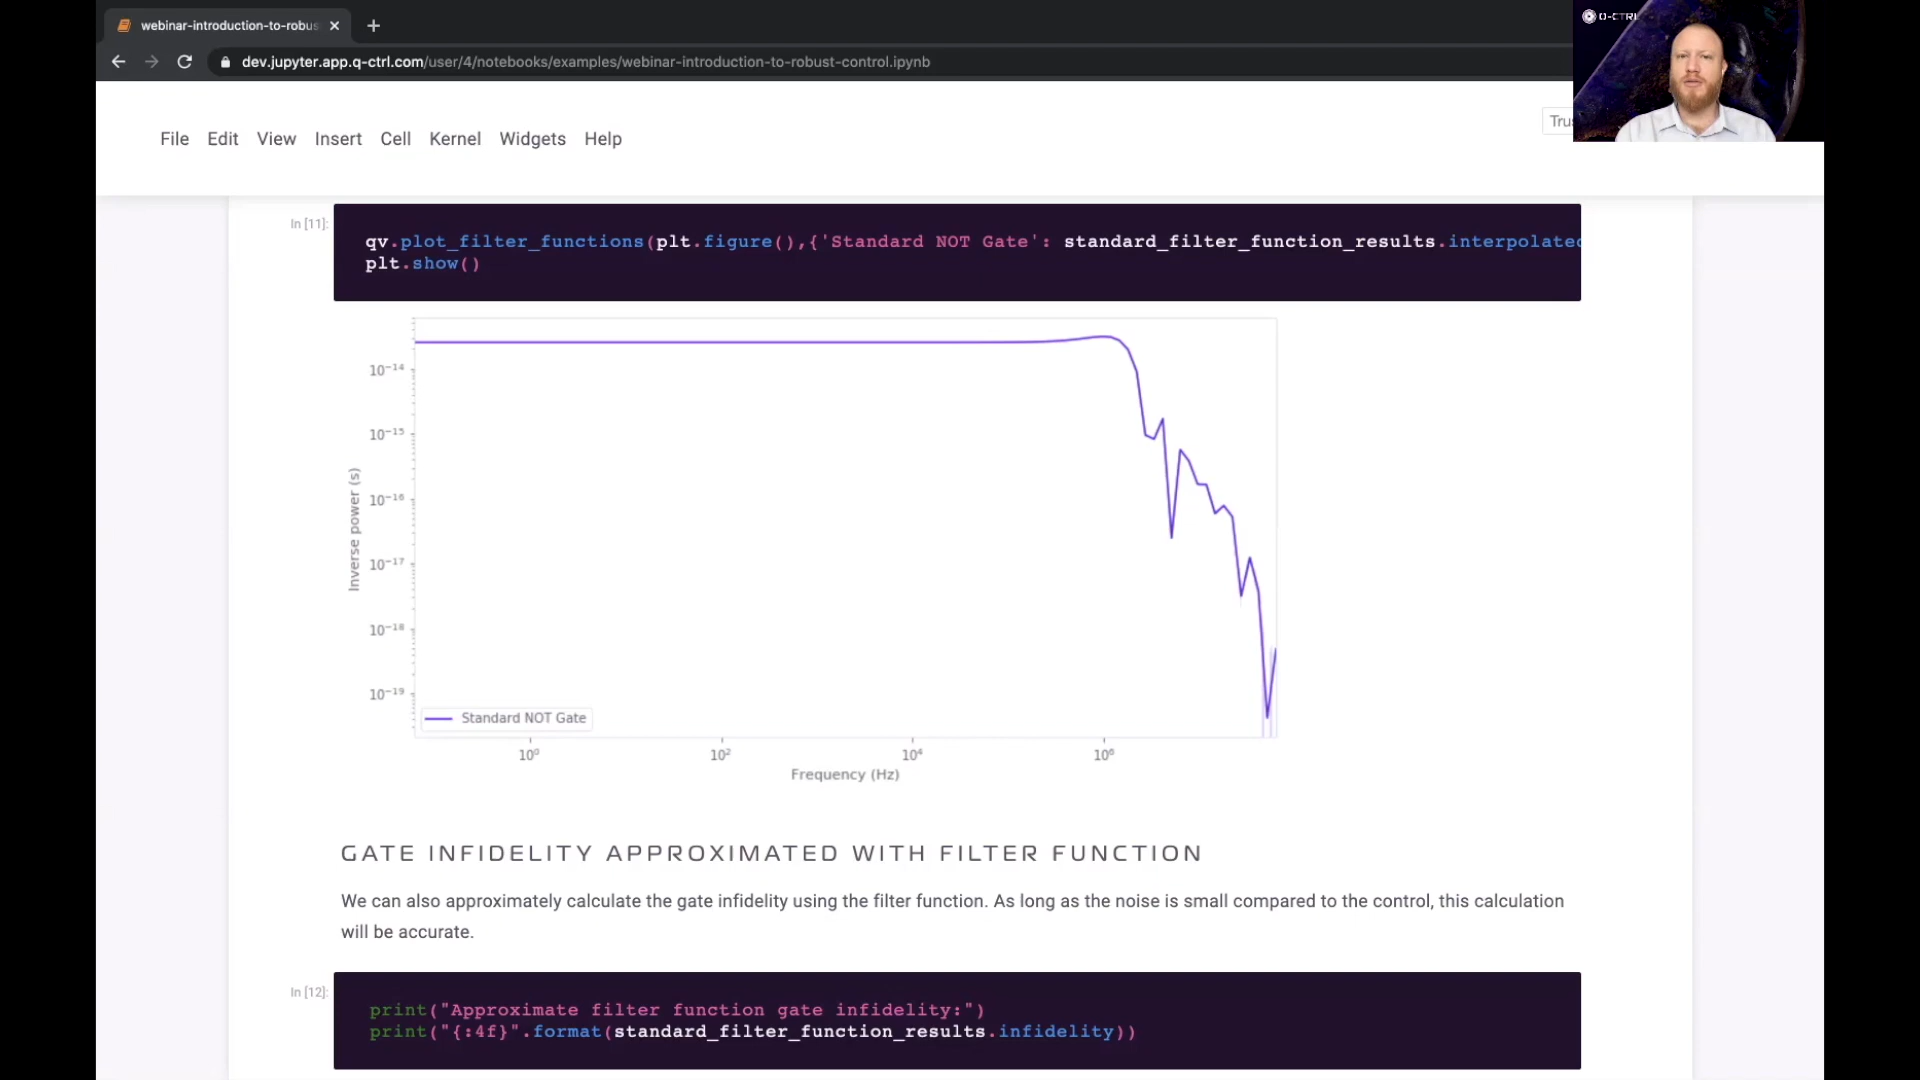 webinar-introduction-to-robus
Q-CTRL
dev.jupyter.app.q-ctrl.com/user/4/notebooks/examples/webinar-introduction-to-robust-control.ipynb
File Edit View Insert Cell Kernel Widgets Help
Trus
In [11]:
qv.plot_filter_functions(plt.figure(),{'Standard NOT Gate': standard_filter_function_results.interpolated
plt.show()
10⁻¹⁴
10⁻¹⁵
10⁻¹⁶
10⁻¹⁷
10⁻¹⁸
10⁻¹⁹
Inverse power (s)
Standard NOT Gate
10⁰ 10² 10⁴ 10⁶
Frequency (Hz)
GATE INFIDELITY APPROXIMATED WITH FILTER FUNCTION
We can also approximately calculate the gate infidelity using the filter function. As long as the noise is small compared to the control, this calculation
will be accurate.
In [12]:
print("Approximate filter function gate infidelity:")
print("{:4f}".format(standard_filter_function_results.infidelity))